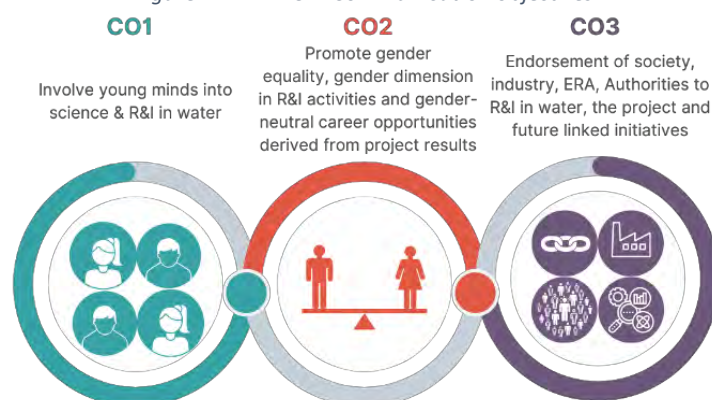 CO1
Involve young minds into
science & R&I in water
CO2
Promote gender
equality, gender dimension
in R&I activities and gender-
neutral career opportunities
derived from project results
CO3
Endorsement of society,
industry, ERA, Authorities to
R&I in water, the project and
future linked initiatives